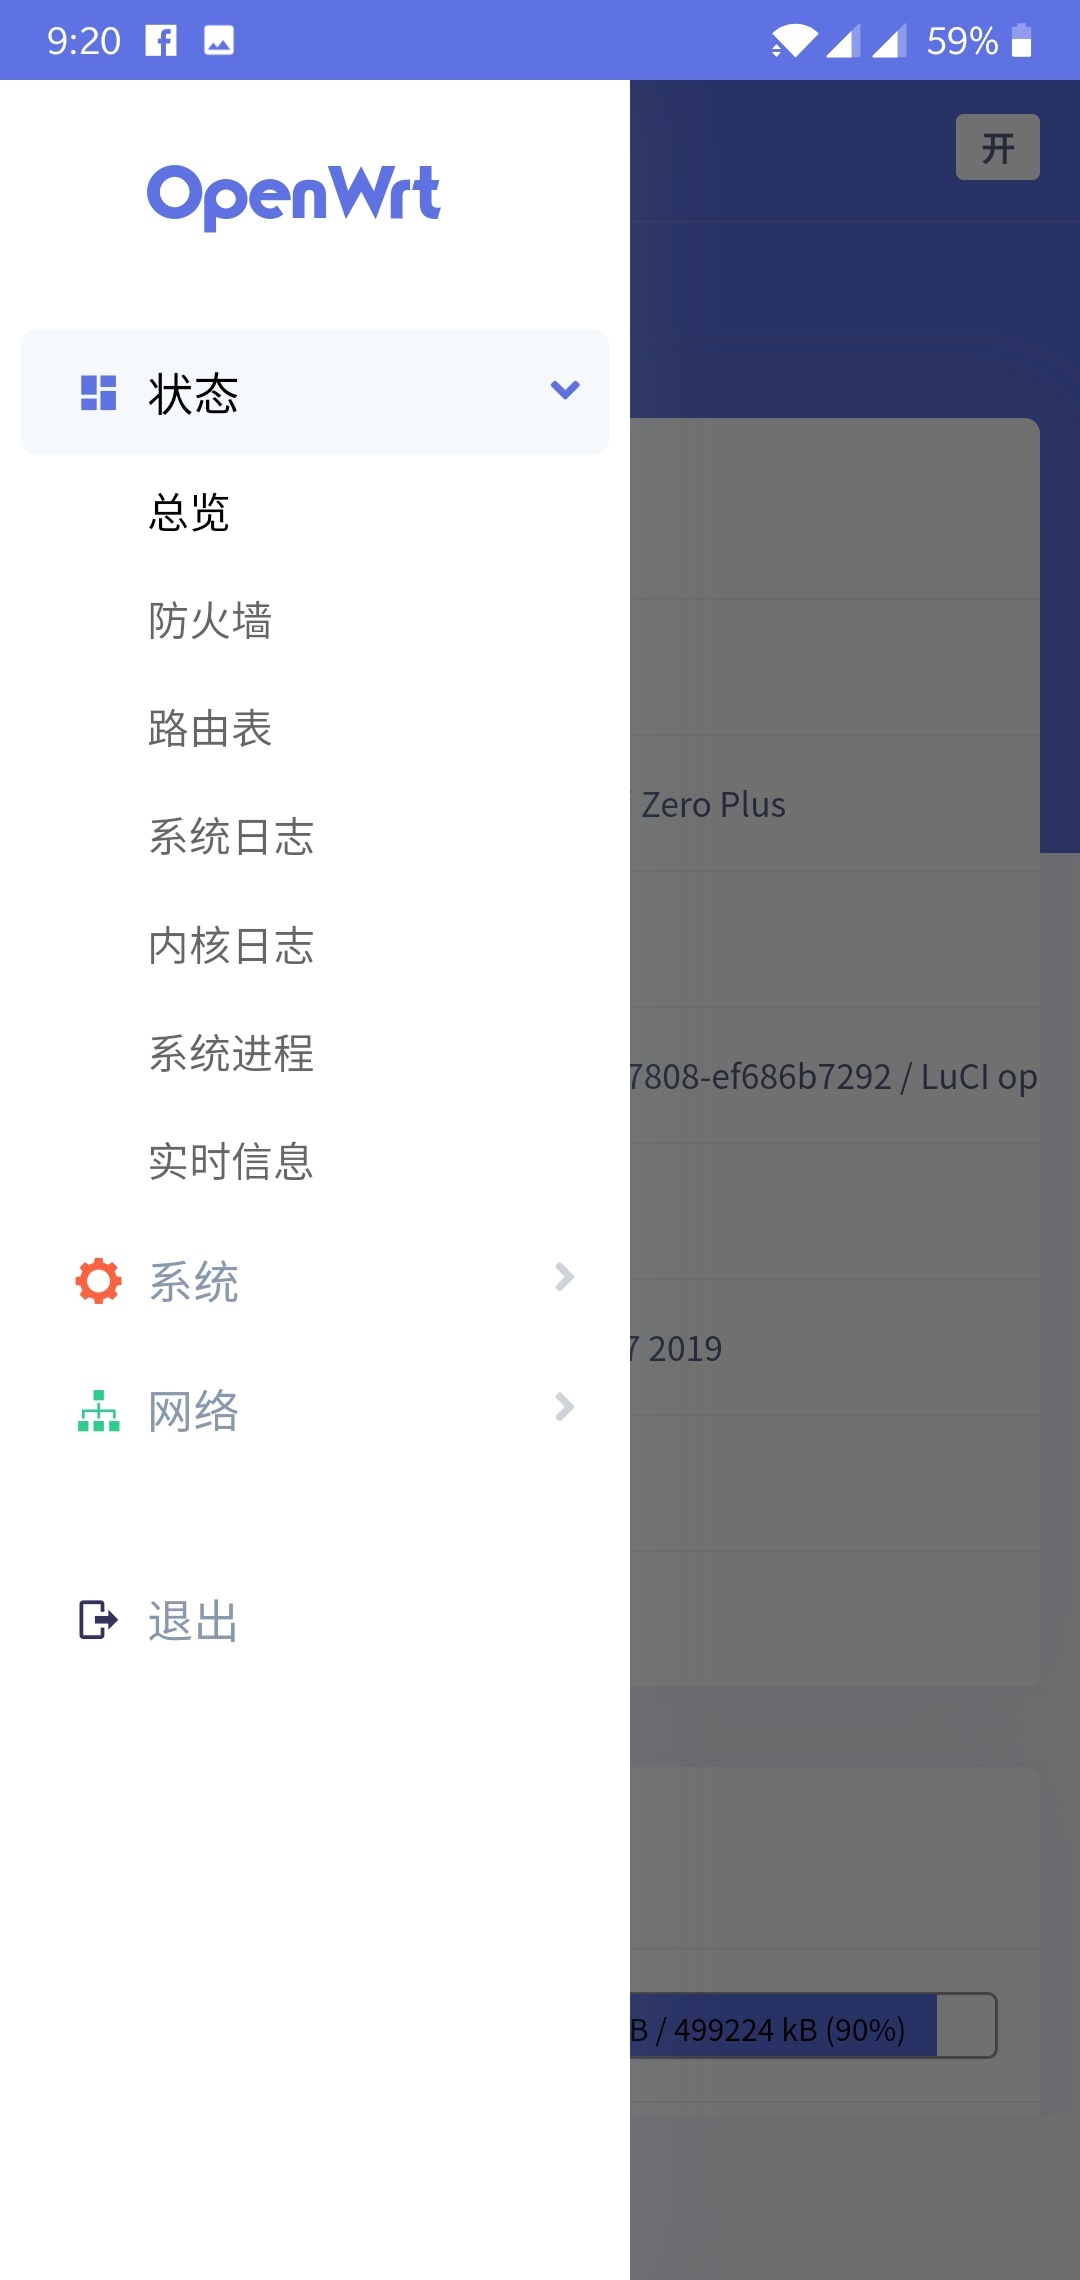 9:20
59%
OpenWrt
开
状态
总览
防火墙
路由表
Zero Plus
系统日志
内核日志
系统进程
7808-ef686b7292 / LuCI op
实时信息
系统
7 2019
网络
退出
B / 499224 kB (90%)